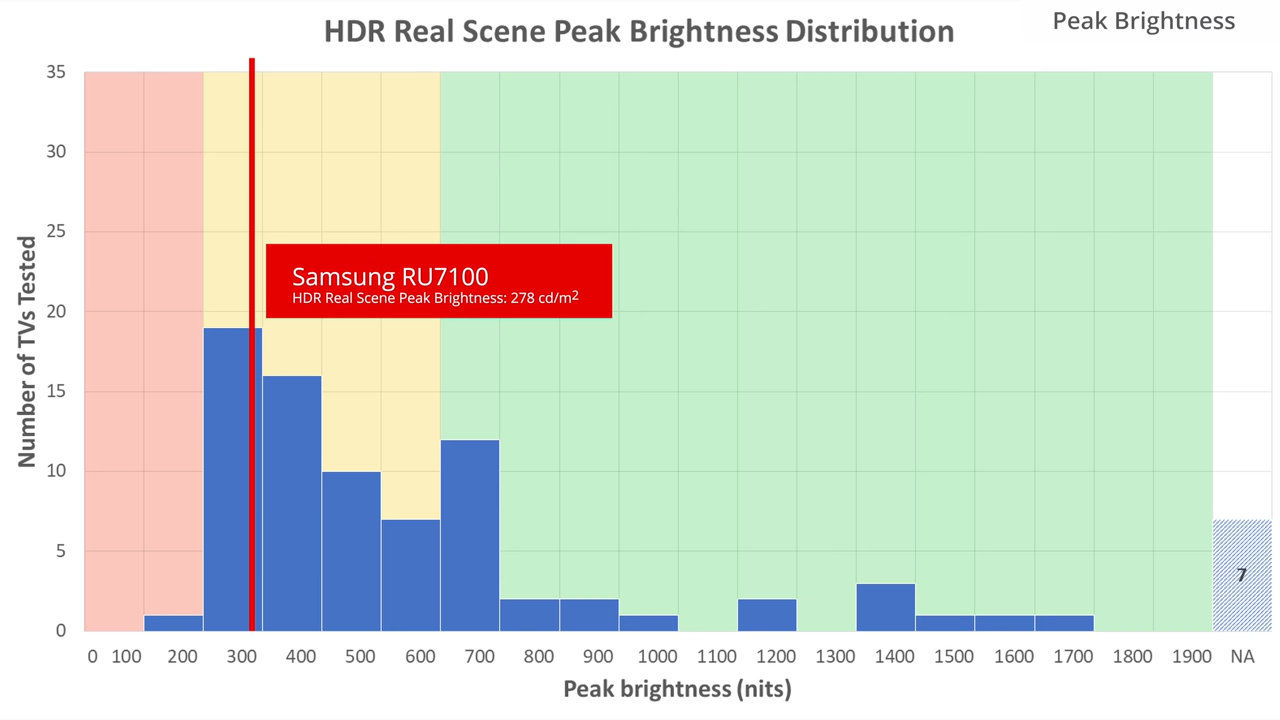 HDR Real Scene Peak Brightness Distribution
Peak Brightness
35
30
25
20
15
10
5
0
Number of TVs Tested
Samsung RU7100
HDR Real Scene Peak Brightness: 278 cd/m²
7
0 100 200 300 400 500 600 700 800 900 1000 1100 1200 1300 1400 1500 1600 1700 1800 1900 NA
Peak brightness (nits)